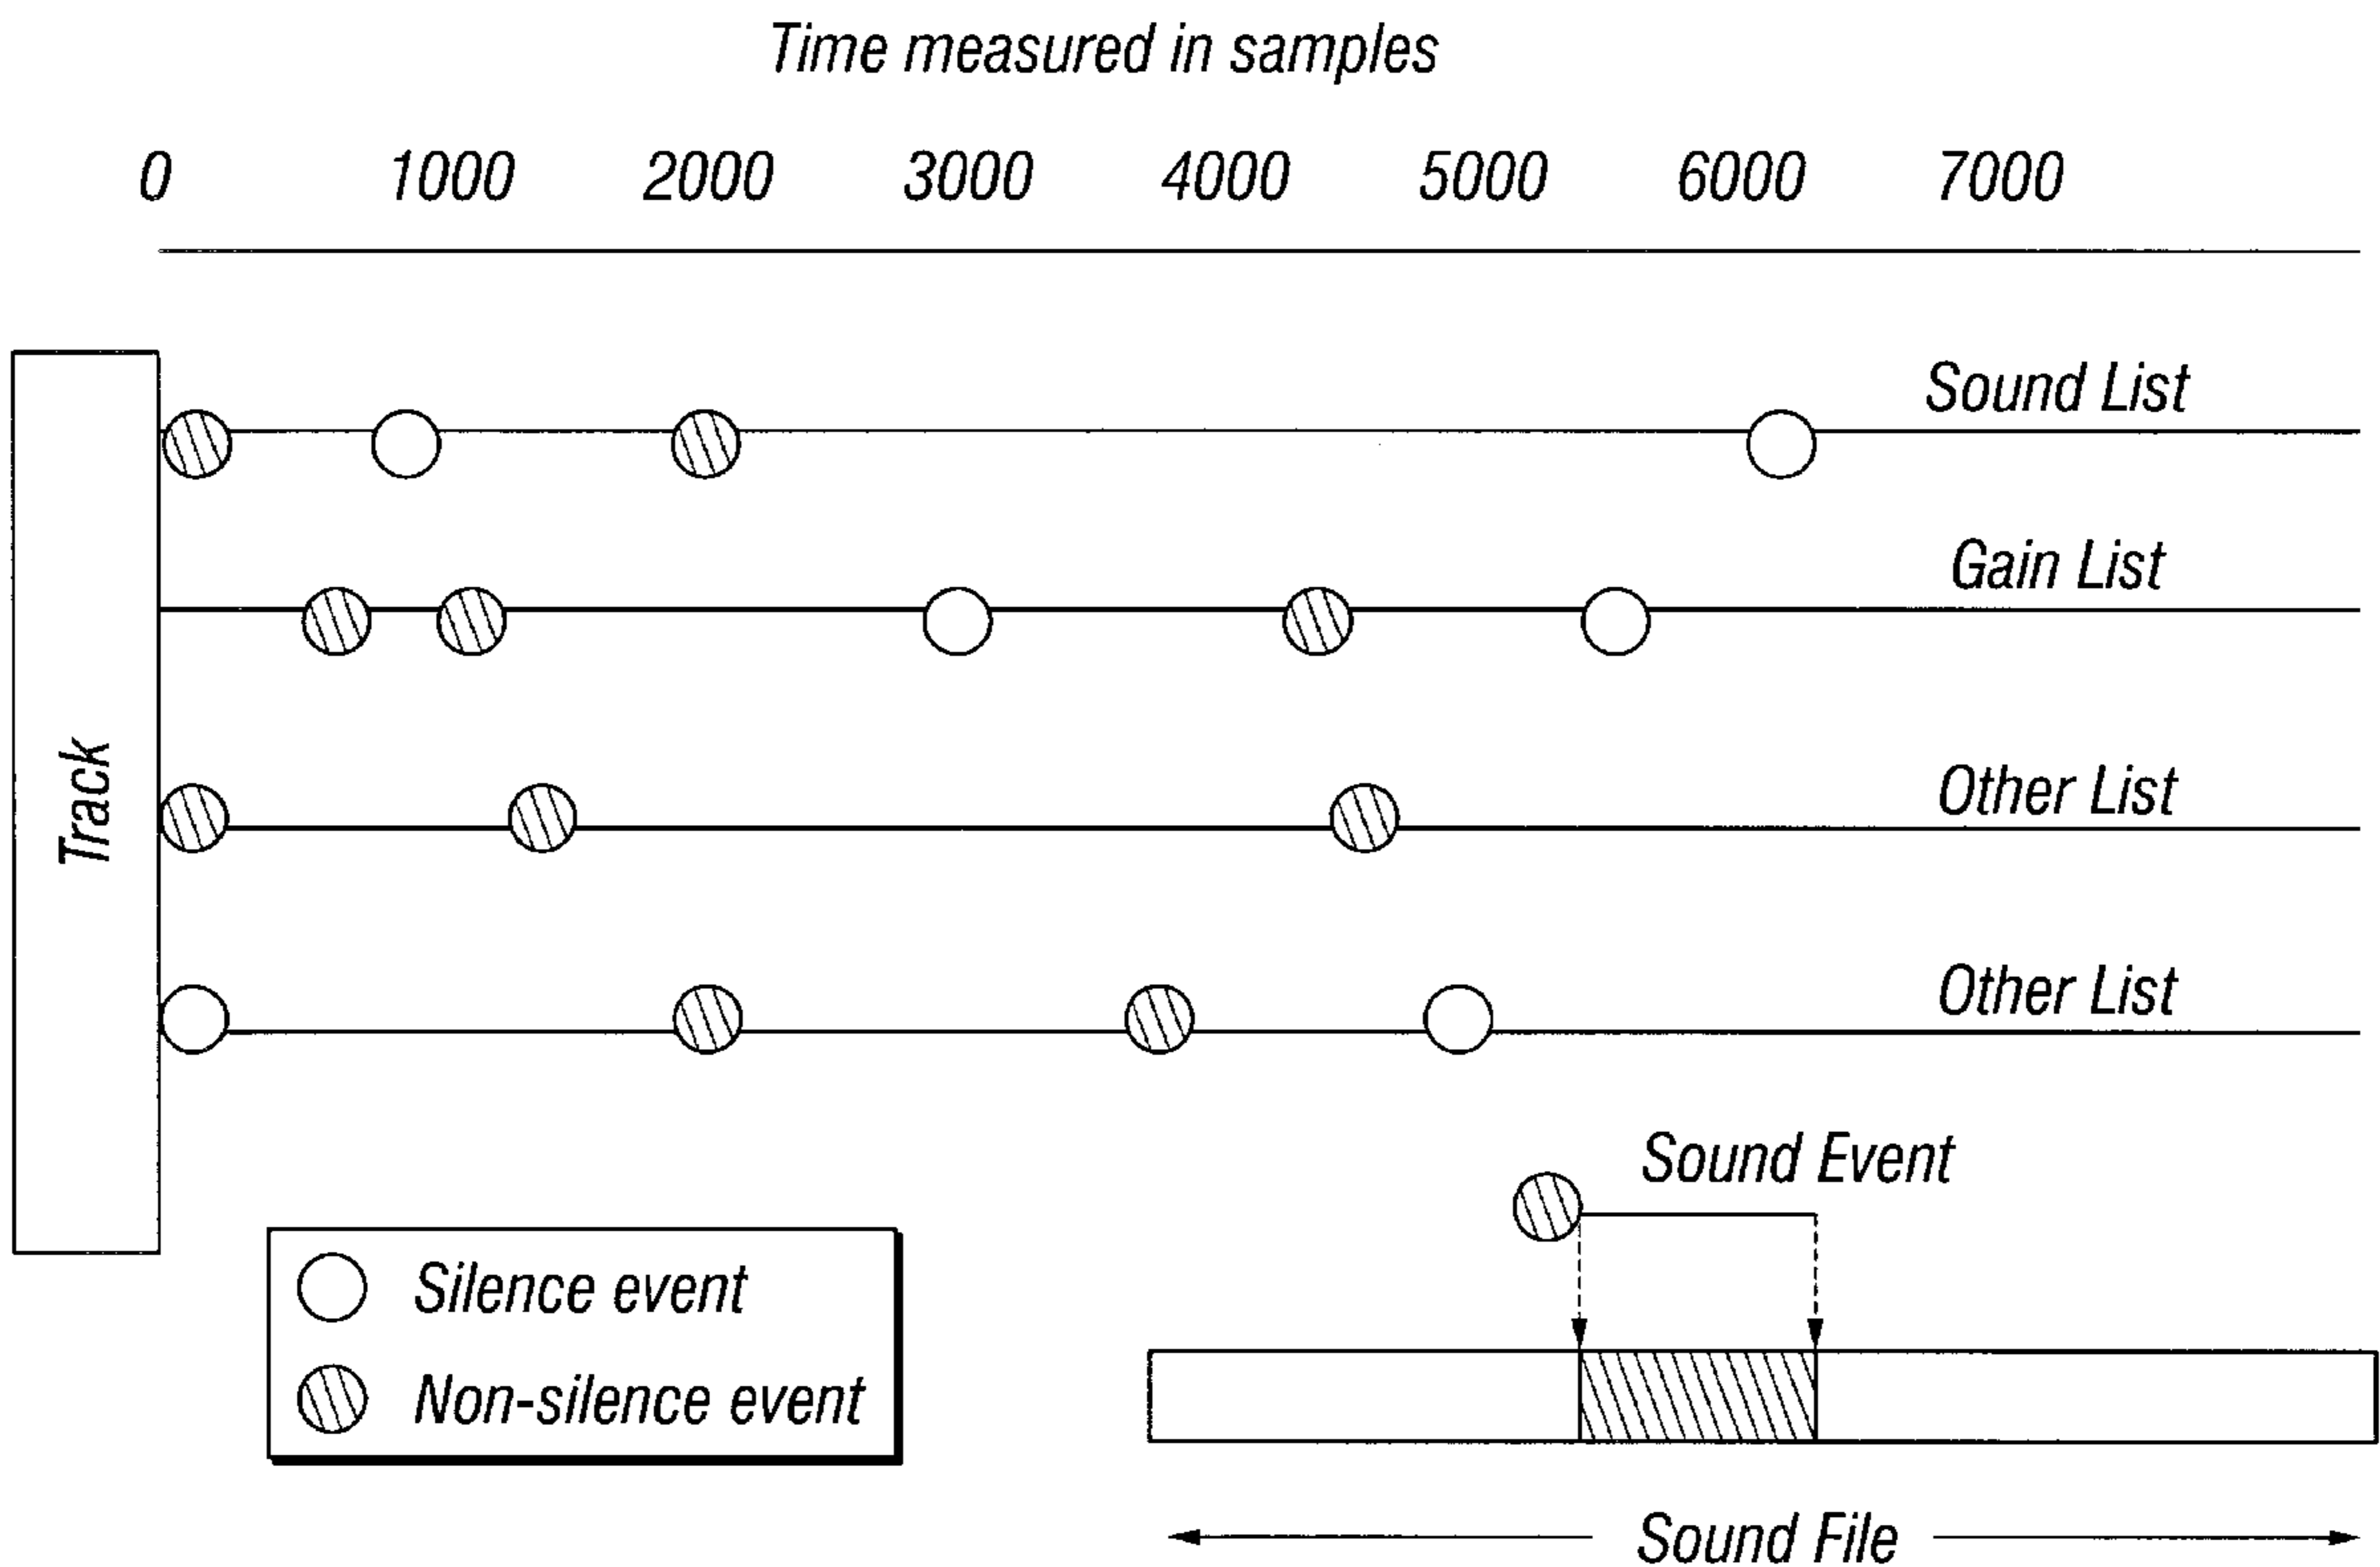 Time measured in samples
0 1000 2000 3000 4000 5000 6000 7000
Track
Sound List
Gain List
Other List
Other List
Sound Event
Silence event
Non-silence event
Sound File